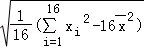 √(1/16 (∑_{i=1}^{16} x_i² − 16x̄²))